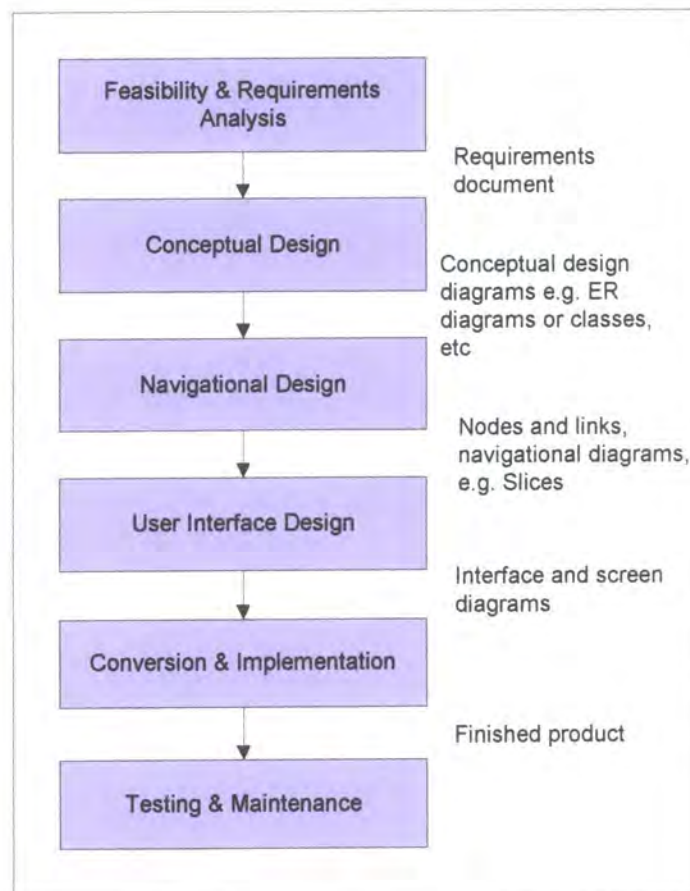 Feasibility & Requirements
Analysis
Requirements
document
Conceptual Design
Conceptual design
diagrams e.g. ER
diagrams or classes,
etc
Navigational Design
Nodes and links,
navigational diagrams,
e.g. Slices
User Interface Design
Interface and screen
diagrams
Conversion & Implementation
Finished product
Testing & Maintenance